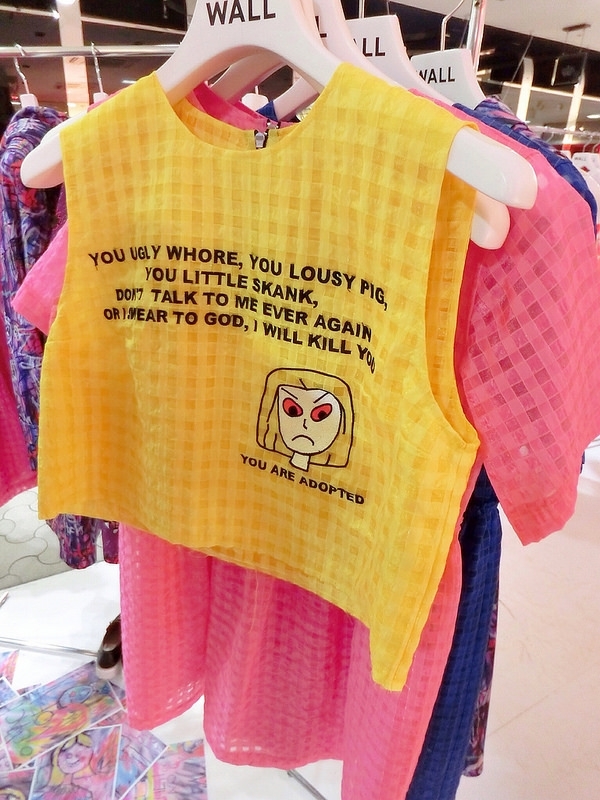 WALL
ALL
WALL
YOU UGLY WHORE, YOU LOUSY PIG,
YOU LITTLE SKANK,
DON'T TALK TO ME EVER AGAIN
OR I SWEAR TO GOD, I WILL KILL YOU
YOU ARE ADOPTED